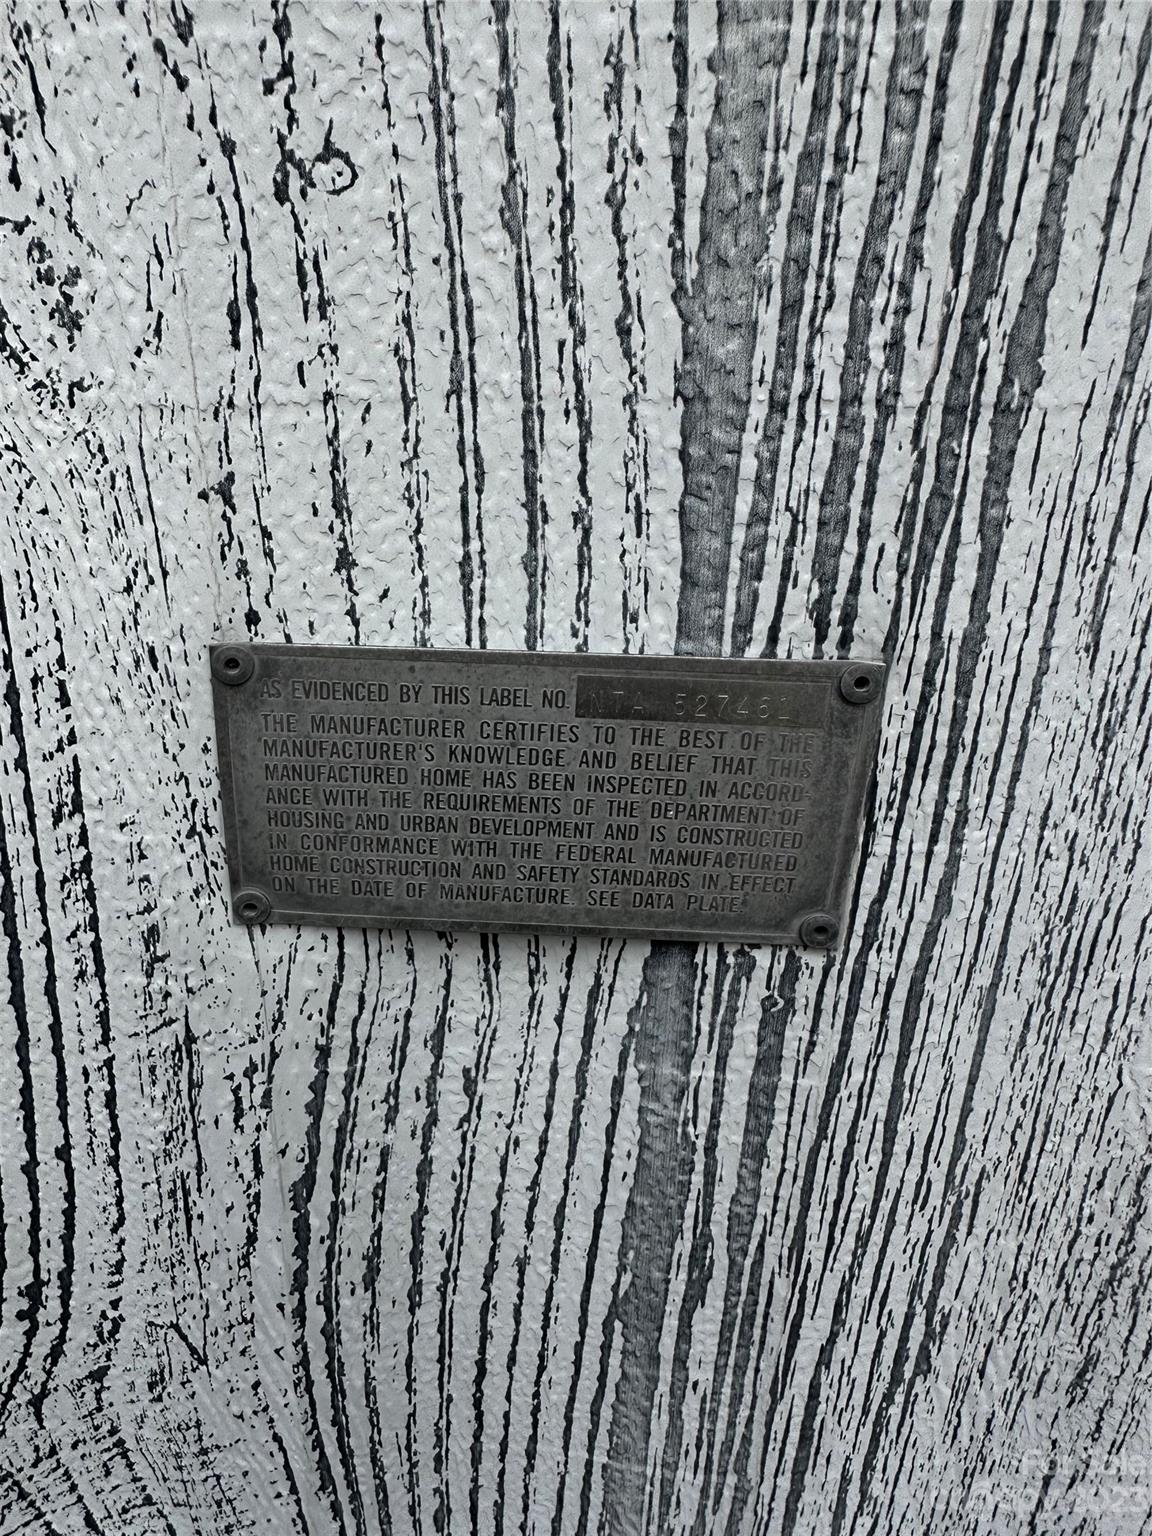 AS EVIDENCED BY THIS LABEL NO. NTA 527461
THE MANUFACTURER CERTIFIES TO THE BEST OF THE
MANUFACTURER'S KNOWLEDGE AND BELIEF THAT THIS
MANUFACTURED HOME HAS BEEN INSPECTED IN ACCORD-
ANCE WITH THE REQUIREMENTS OF THE DEPARTMENT OF
HOUSING AND URBAN DEVELOPMENT AND IS CONSTRUCTED
IN CONFORMANCE WITH THE FEDERAL MANUFACTURED
HOME CONSTRUCTION AND SAFETY STANDARDS IN EFFECT
ON THE DATE OF MANUFACTURE. SEE DATA PLATE.
For Sale